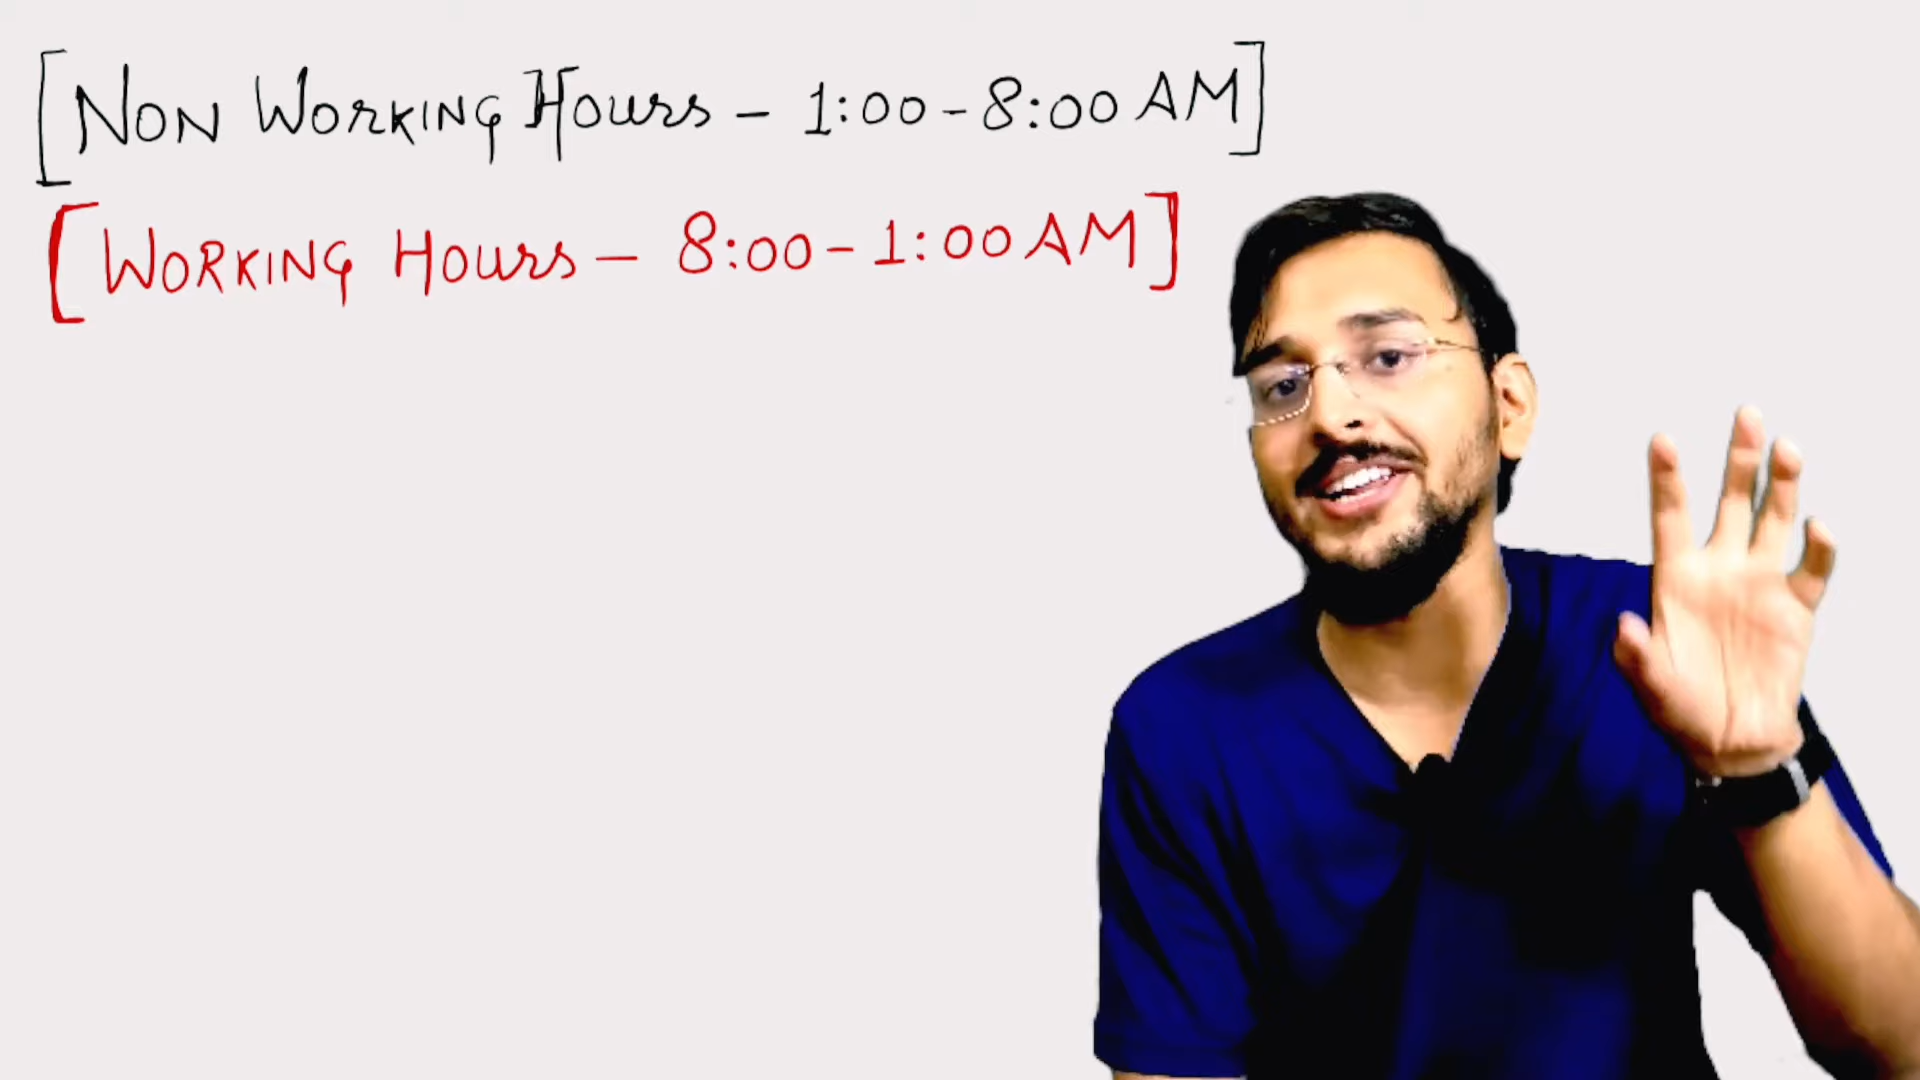 [NON WORKING HOURS - 1:00 - 8:00 AM]
[WORKING HOURS - 8:00 - 1:00 AM]